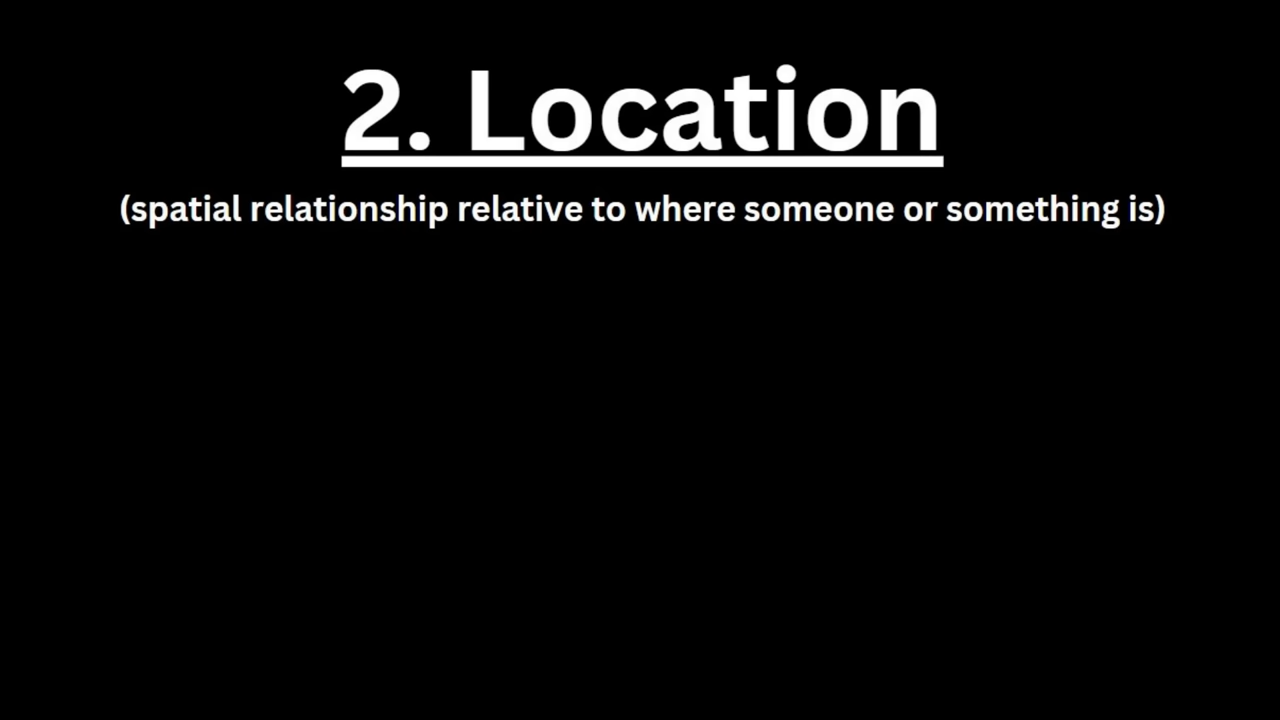 2. Location
(spatial relationship relative to where someone or something is)